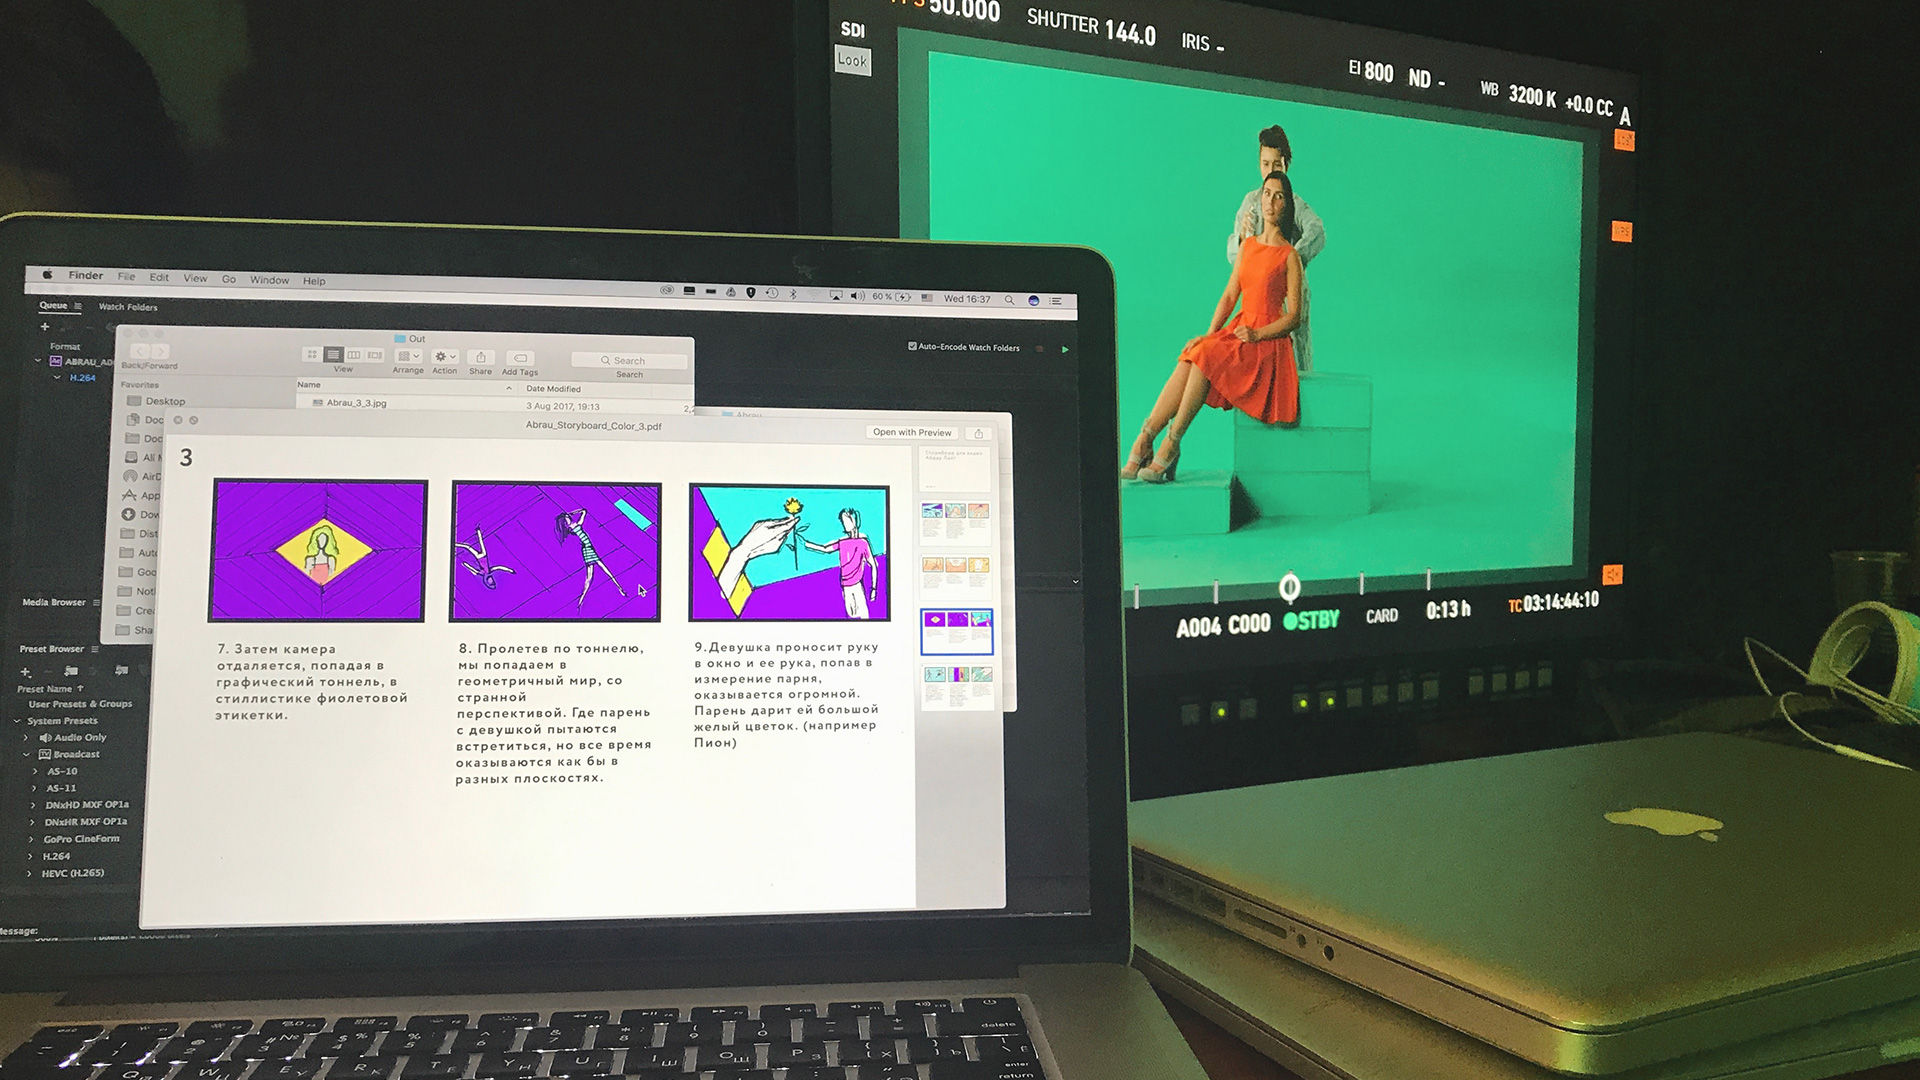 50.000 SHUTTER 144.0 IRIS -
EI 800 ND - WB 3200 K +0.0 CC A
SDI
Look
A004 C000 STBY CARD 0:13 h TC 03:14:44:10
Finder File Edit View Go Window Help
60 % Wed 16:37
Queue Watch Folders
Auto-Encode Watch Folders
Format
H.264
Out
Back/Forward
View Arrange Action Share Add Tags
Search
Search
Favorites
Name Date Modified
Desktop
Abrau_3_3.jpg 3 Aug 2017, 19:13
Abrau
Doc
Doc
All
AirD
App
Dow
Dist
Auto
Goo
Not
Crea
Sha
Abrau_Storyboard_Color_3.pdf
Open with Preview
3
7. Затем камера
отдаляется, попадая в
графический тоннель, в
стиллистике фиолетовой
этикетки.
8. Пролетев по тоннелю,
мы попадаем в
геометричный мир, со
странной
перспективой. Где парень
с девушкой пытаются
встретиться, но все время
оказываются как бы в
разных плоскостях.
9.Девушка проносит руку
в окно и ее рука, попав в
измерение парня,
оказывается огромной.
Парень дарит ей большой
желый цветок. (например
Пион)
Media Browser
Preset Browser
Preset Name
User Presets & Groups
System Presets
Audio Only
Broadcast
AS-10
AS-11
DNxHD MXF OP1a
DNxHR MXF OP1a
GoPro CineForm
H.264
HEVC (H.265)
delete
enter
return